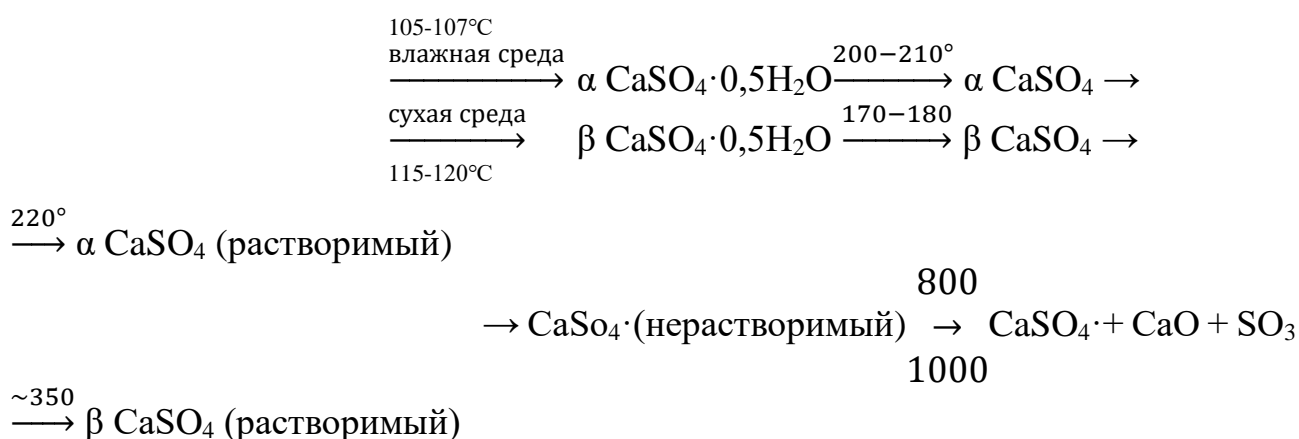 105-107°C
влажная среда
→ α CaSO₄·0,5H₂O 200−210° → α CaSO₄ →
сухая среда
→ β CaSO₄·0,5H₂O 170−180 → β CaSO₄ →
115-120°C
220°
→ α CaSO₄ (растворимый)
800
→ CaSo₄·(нерастворимый) → CaSO₄·+ CaO + SO₃
1000
~350
→ β CaSO₄ (растворимый)